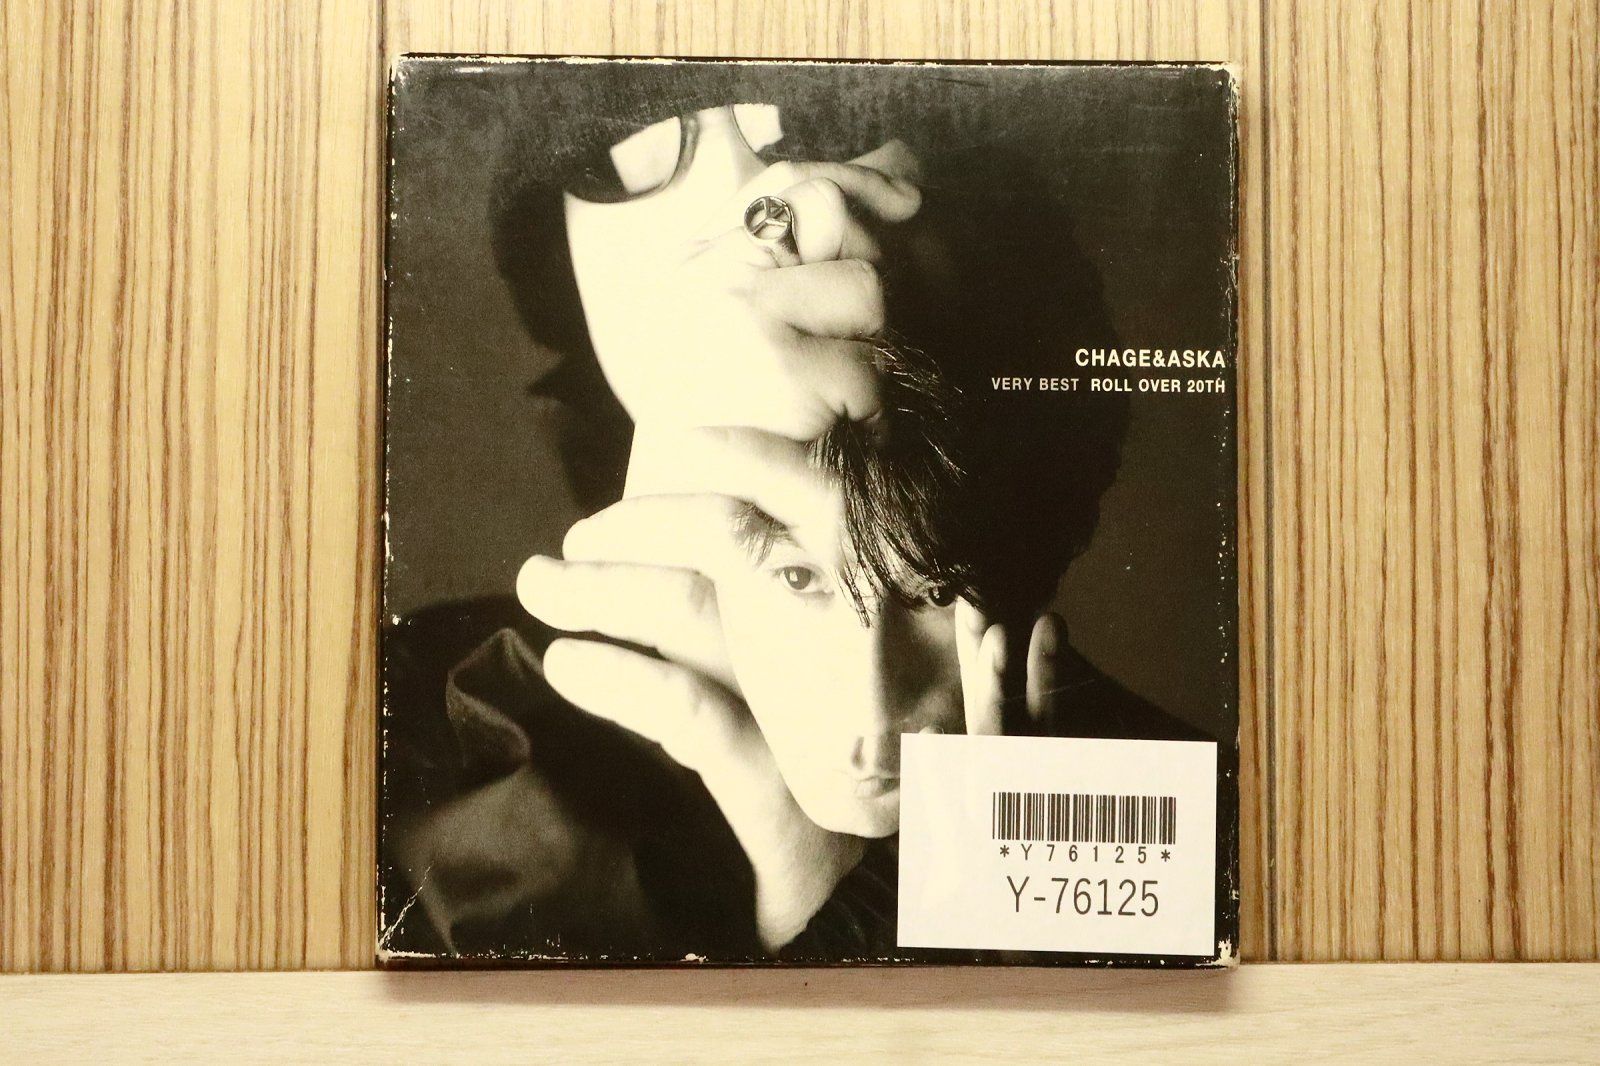 CHAGE&ASKA
VERY BEST ROLL OVER 20TH
*Y76125*
Y-76125